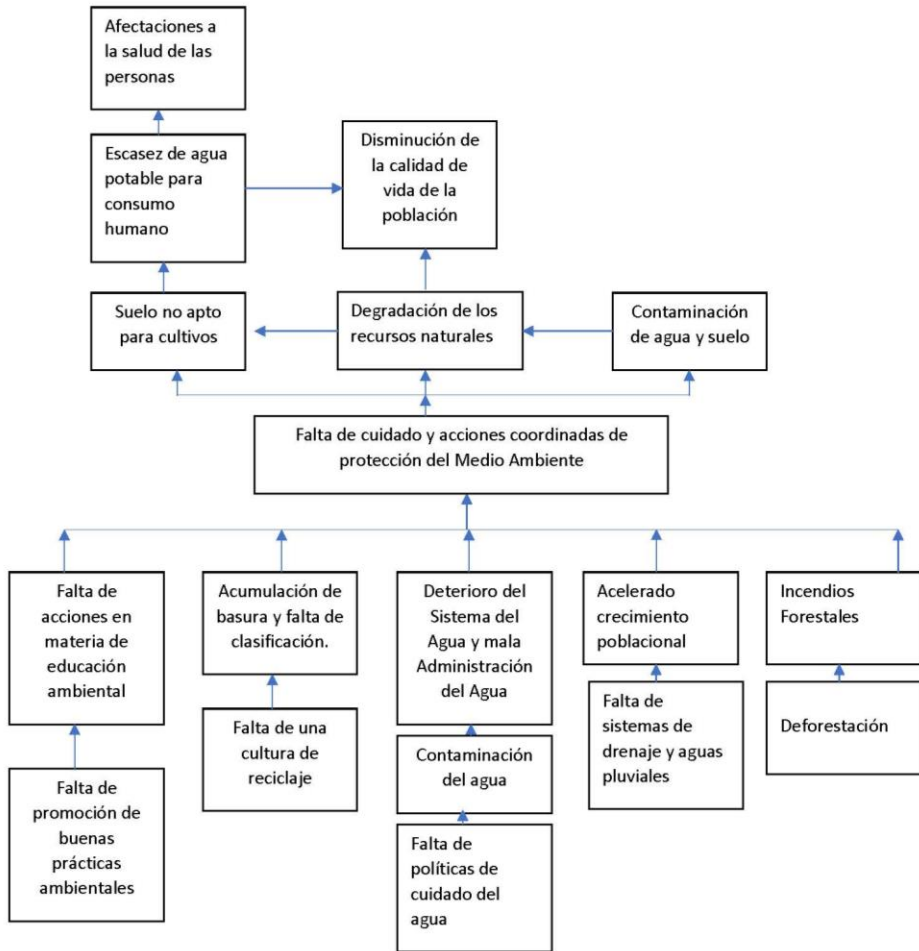 Afectaciones a
la salud de las
personas
Escasez de agua
potable para
consumo
humano
Disminución de
la calidad de
vida de la
población
Suelo no apto
para cultivos
Degradación de los
recursos naturales
Contaminación
de agua y suelo
Falta de cuidado y acciones coordinadas de
protección del Medio Ambiente
Falta de
acciones en
materia de
educación
ambiental
Acumulación de
basura y falta de
clasificación.
Deterioro del
Sistema del
Agua y mala
Administración
del Agua
Acelerado
crecimiento
poblacional
Incendios
Forestales
Falta de
promoción de
buenas
prácticas
ambientales
Falta de una
cultura de
reciclaje
Contaminación
del agua
Falta de
políticas de
cuidado del
agua
Falta de
sistemas de
drenaje y aguas
pluviales
Deforestación